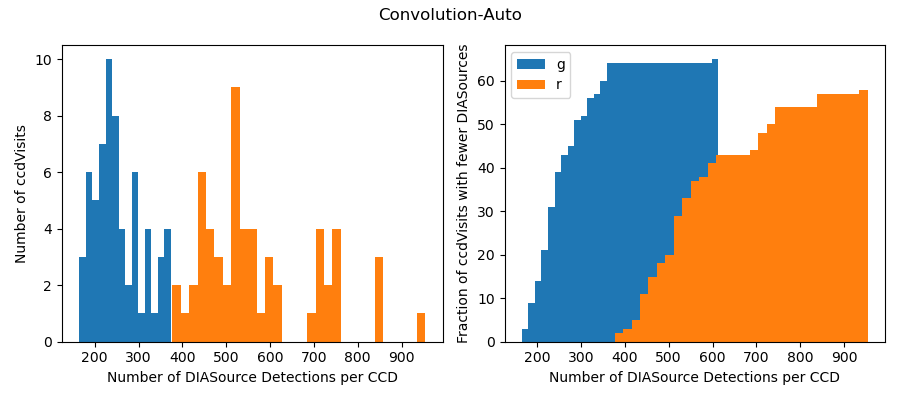 Convolution-Auto
Number of ccdVisits
10
8
6
4
2
0
200 300 400 500 600 700 800 900
Number of DIASource Detections per CCD
Fraction of ccdVisits with fewer DIASources
g
r
60
50
40
30
20
10
0
200 300 400 500 600 700 800 900
Number of DIASource Detections per CCD